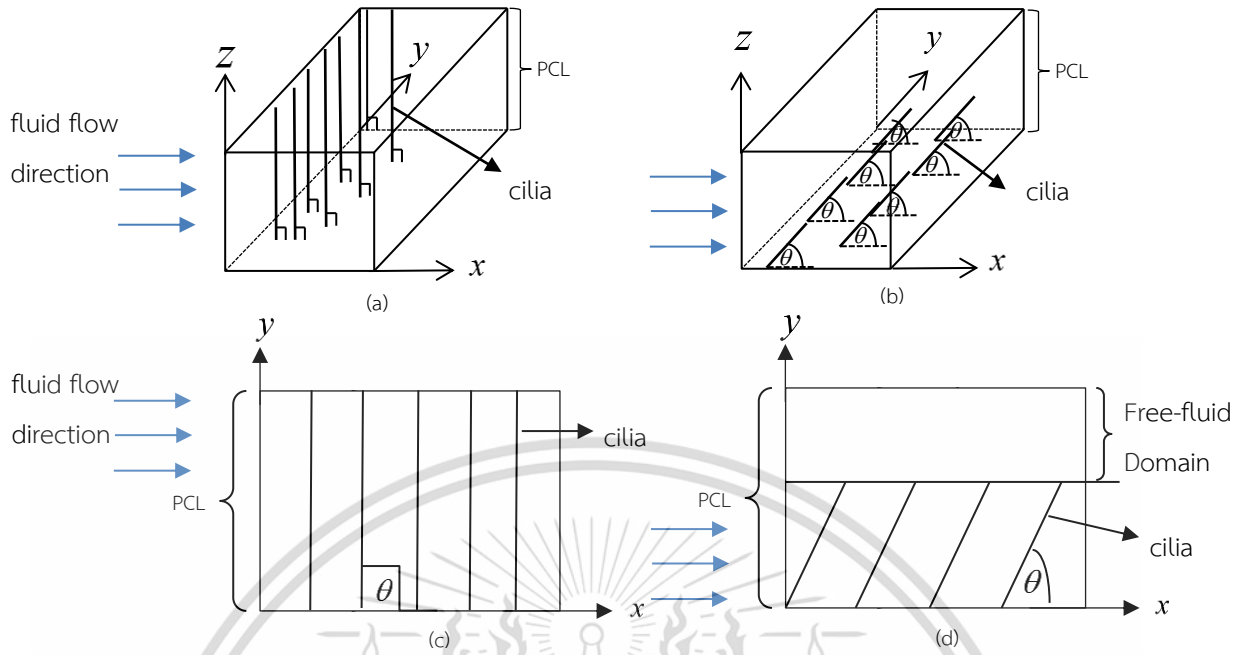 z
y
PCL
fluid flow
direction
cilia
x
(a)
z
y
PCL
θ
θ
θ
θ
θ
θ
θ
θ
cilia
x
(b)
y
fluid flow
direction
cilia
PCL
θ
x
(c)
y
Free-fluid
Domain
PCL
cilia
θ
x
(d)